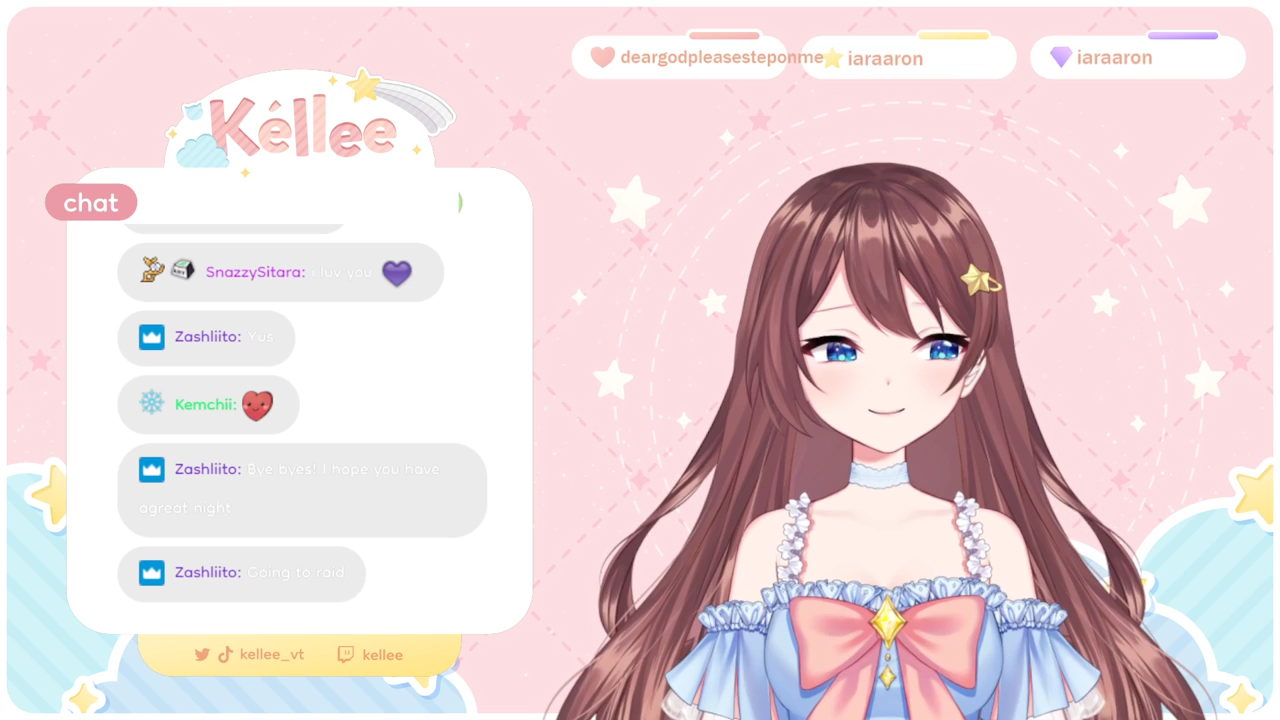 deargodpleasesteponme
iaraaron
iaraaron
Kéllee
chat
SnazzySitara: i luv you
Zashliito: Yus
Kemchii:
Zashliito: Bye byes! I hope you have
agreat night
Zashliito: Going to raid
kellee_vt
kellee